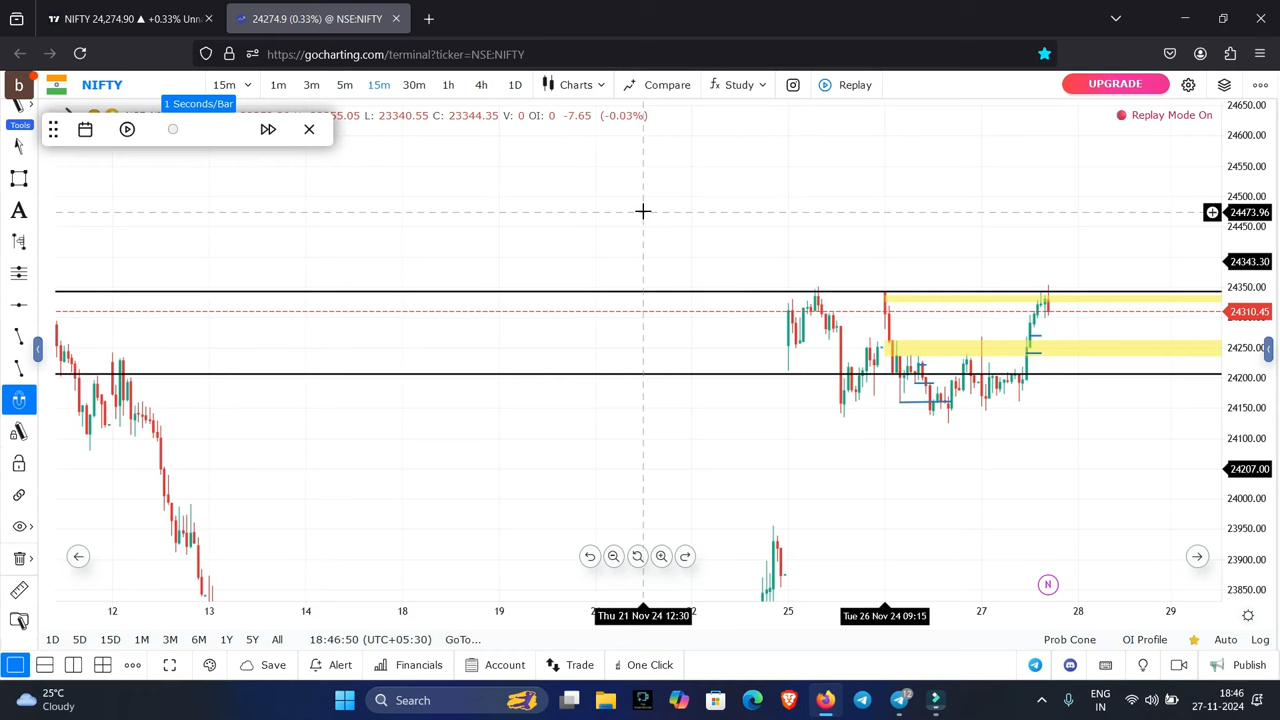 NIFTY 24,274.90 ▲ +0.33% Unn
24274.9 (0.33%) @ NSE:NIFTY
https://gocharting.com/terminal?ticker=NSE:NIFTY
b NIFTY 15m 1m 3m 5m 15m 30m 1h 4h 1D Charts Compare fx Study Replay UPGRADE
1 Seconds/Bar
Tools
.05 L: 23340.55 C: 23344.35 V: 0 OI: 0 -7.65 (-0.03%)
Replay Mode On
24650.00
24600.00
24550.00
24500.00
24473.96
24450.00
24343.30
24350.00
24310.45
24250.00
24200.00
24150.00
24100.00
24207.00
24000.00
23950.00
23900.00
23850.00
N
12 13 14 18 19 25 27 28 29
Thu 21 Nov 24 12:30
Tue 26 Nov 24 09:15
1D 5D 15D 1M 3M 6M 1Y 5Y All 18:46:50 (UTC+05:30) GoTo... Prob Cone OI Profile Auto Log
Save Alert Financials Account Trade One Click Publish
25°C
Cloudy
Search
12
ENG
IN
18:46
27-11-2024